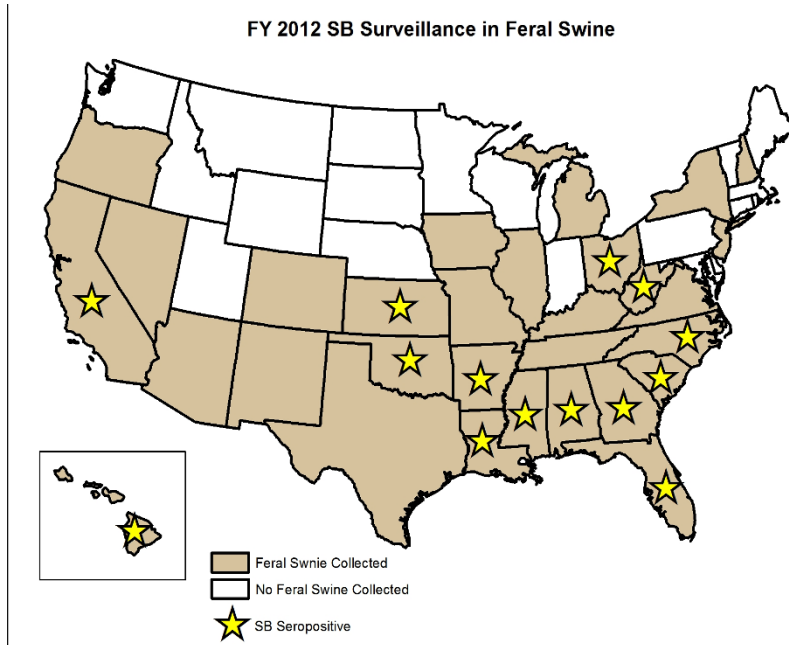 FY 2012 SB Surveillance in Feral Swine
Feral Swnie Collected
No Feral Swine Collected
SB Seropositive